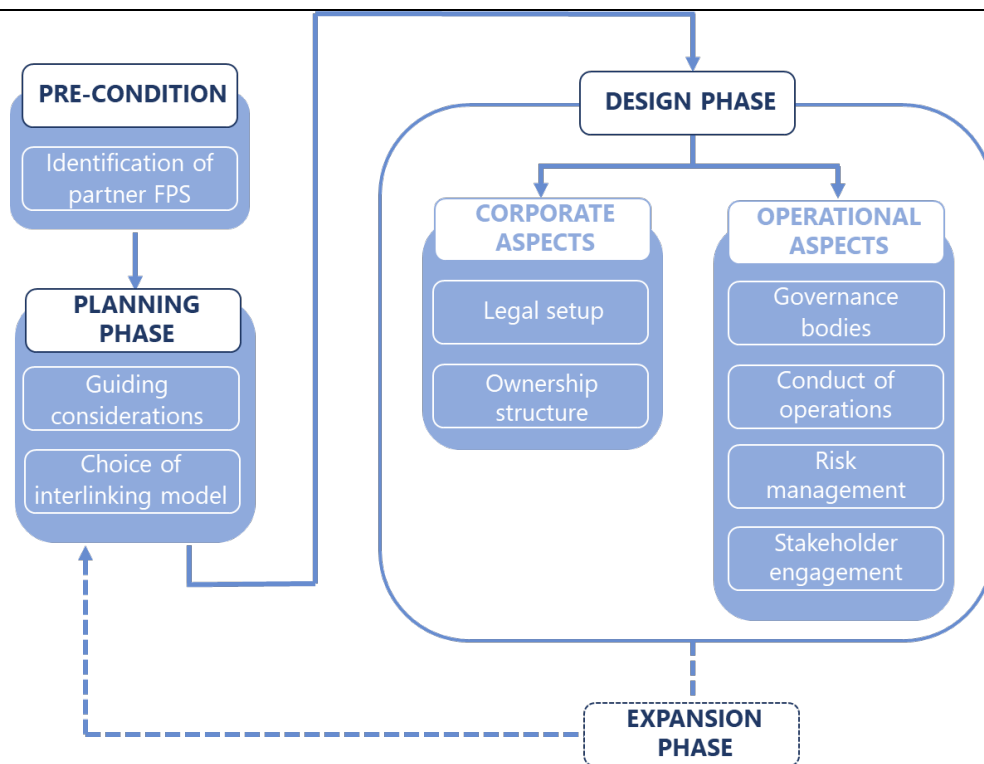 PRE-CONDITION
Identification of
partner FPS
PLANNING
PHASE
Guiding
considerations
Choice of
interlinking model
DESIGN PHASE
CORPORATE
ASPECTS
Legal setup
Ownership
structure
OPERATIONAL
ASPECTS
Governance
bodies
Conduct of
operations
Risk
management
Stakeholder
engagement
EXPANSION
PHASE